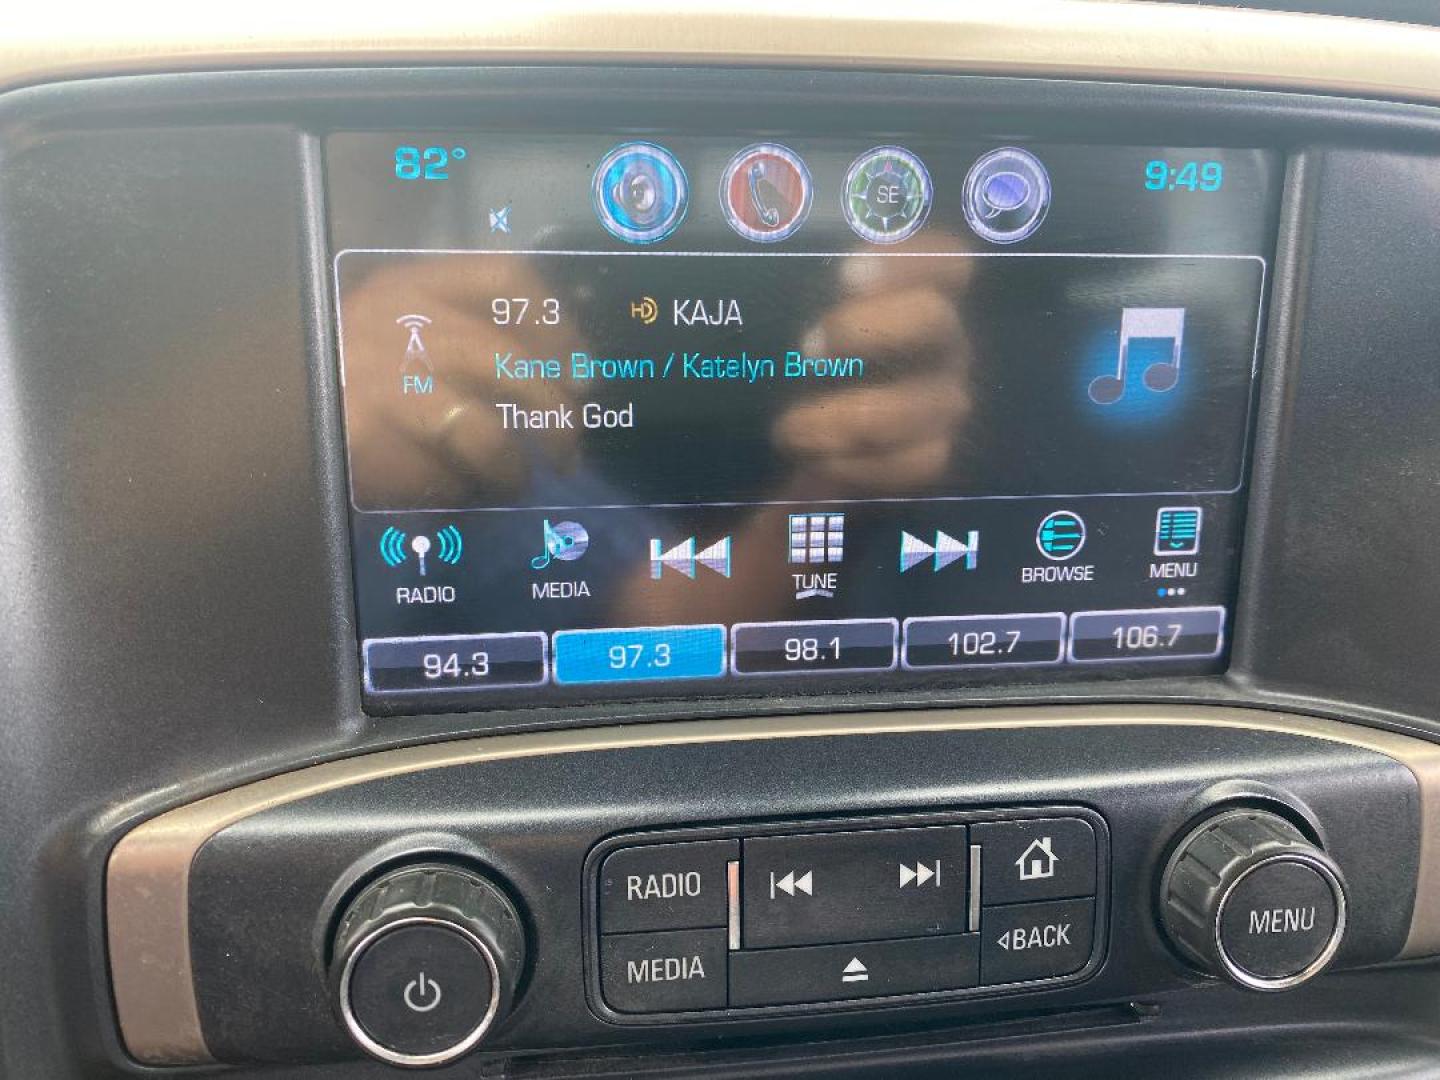 82° 9:49
SE
97.3 HD KAJA
Kane Brown / Katelyn Brown
FM
Thank God
RADIO MEDIA TUNE BROWSE MENU
94.3 97.3 98.1 102.7 106.7
RADIO
MEDIA
BACK
MENU